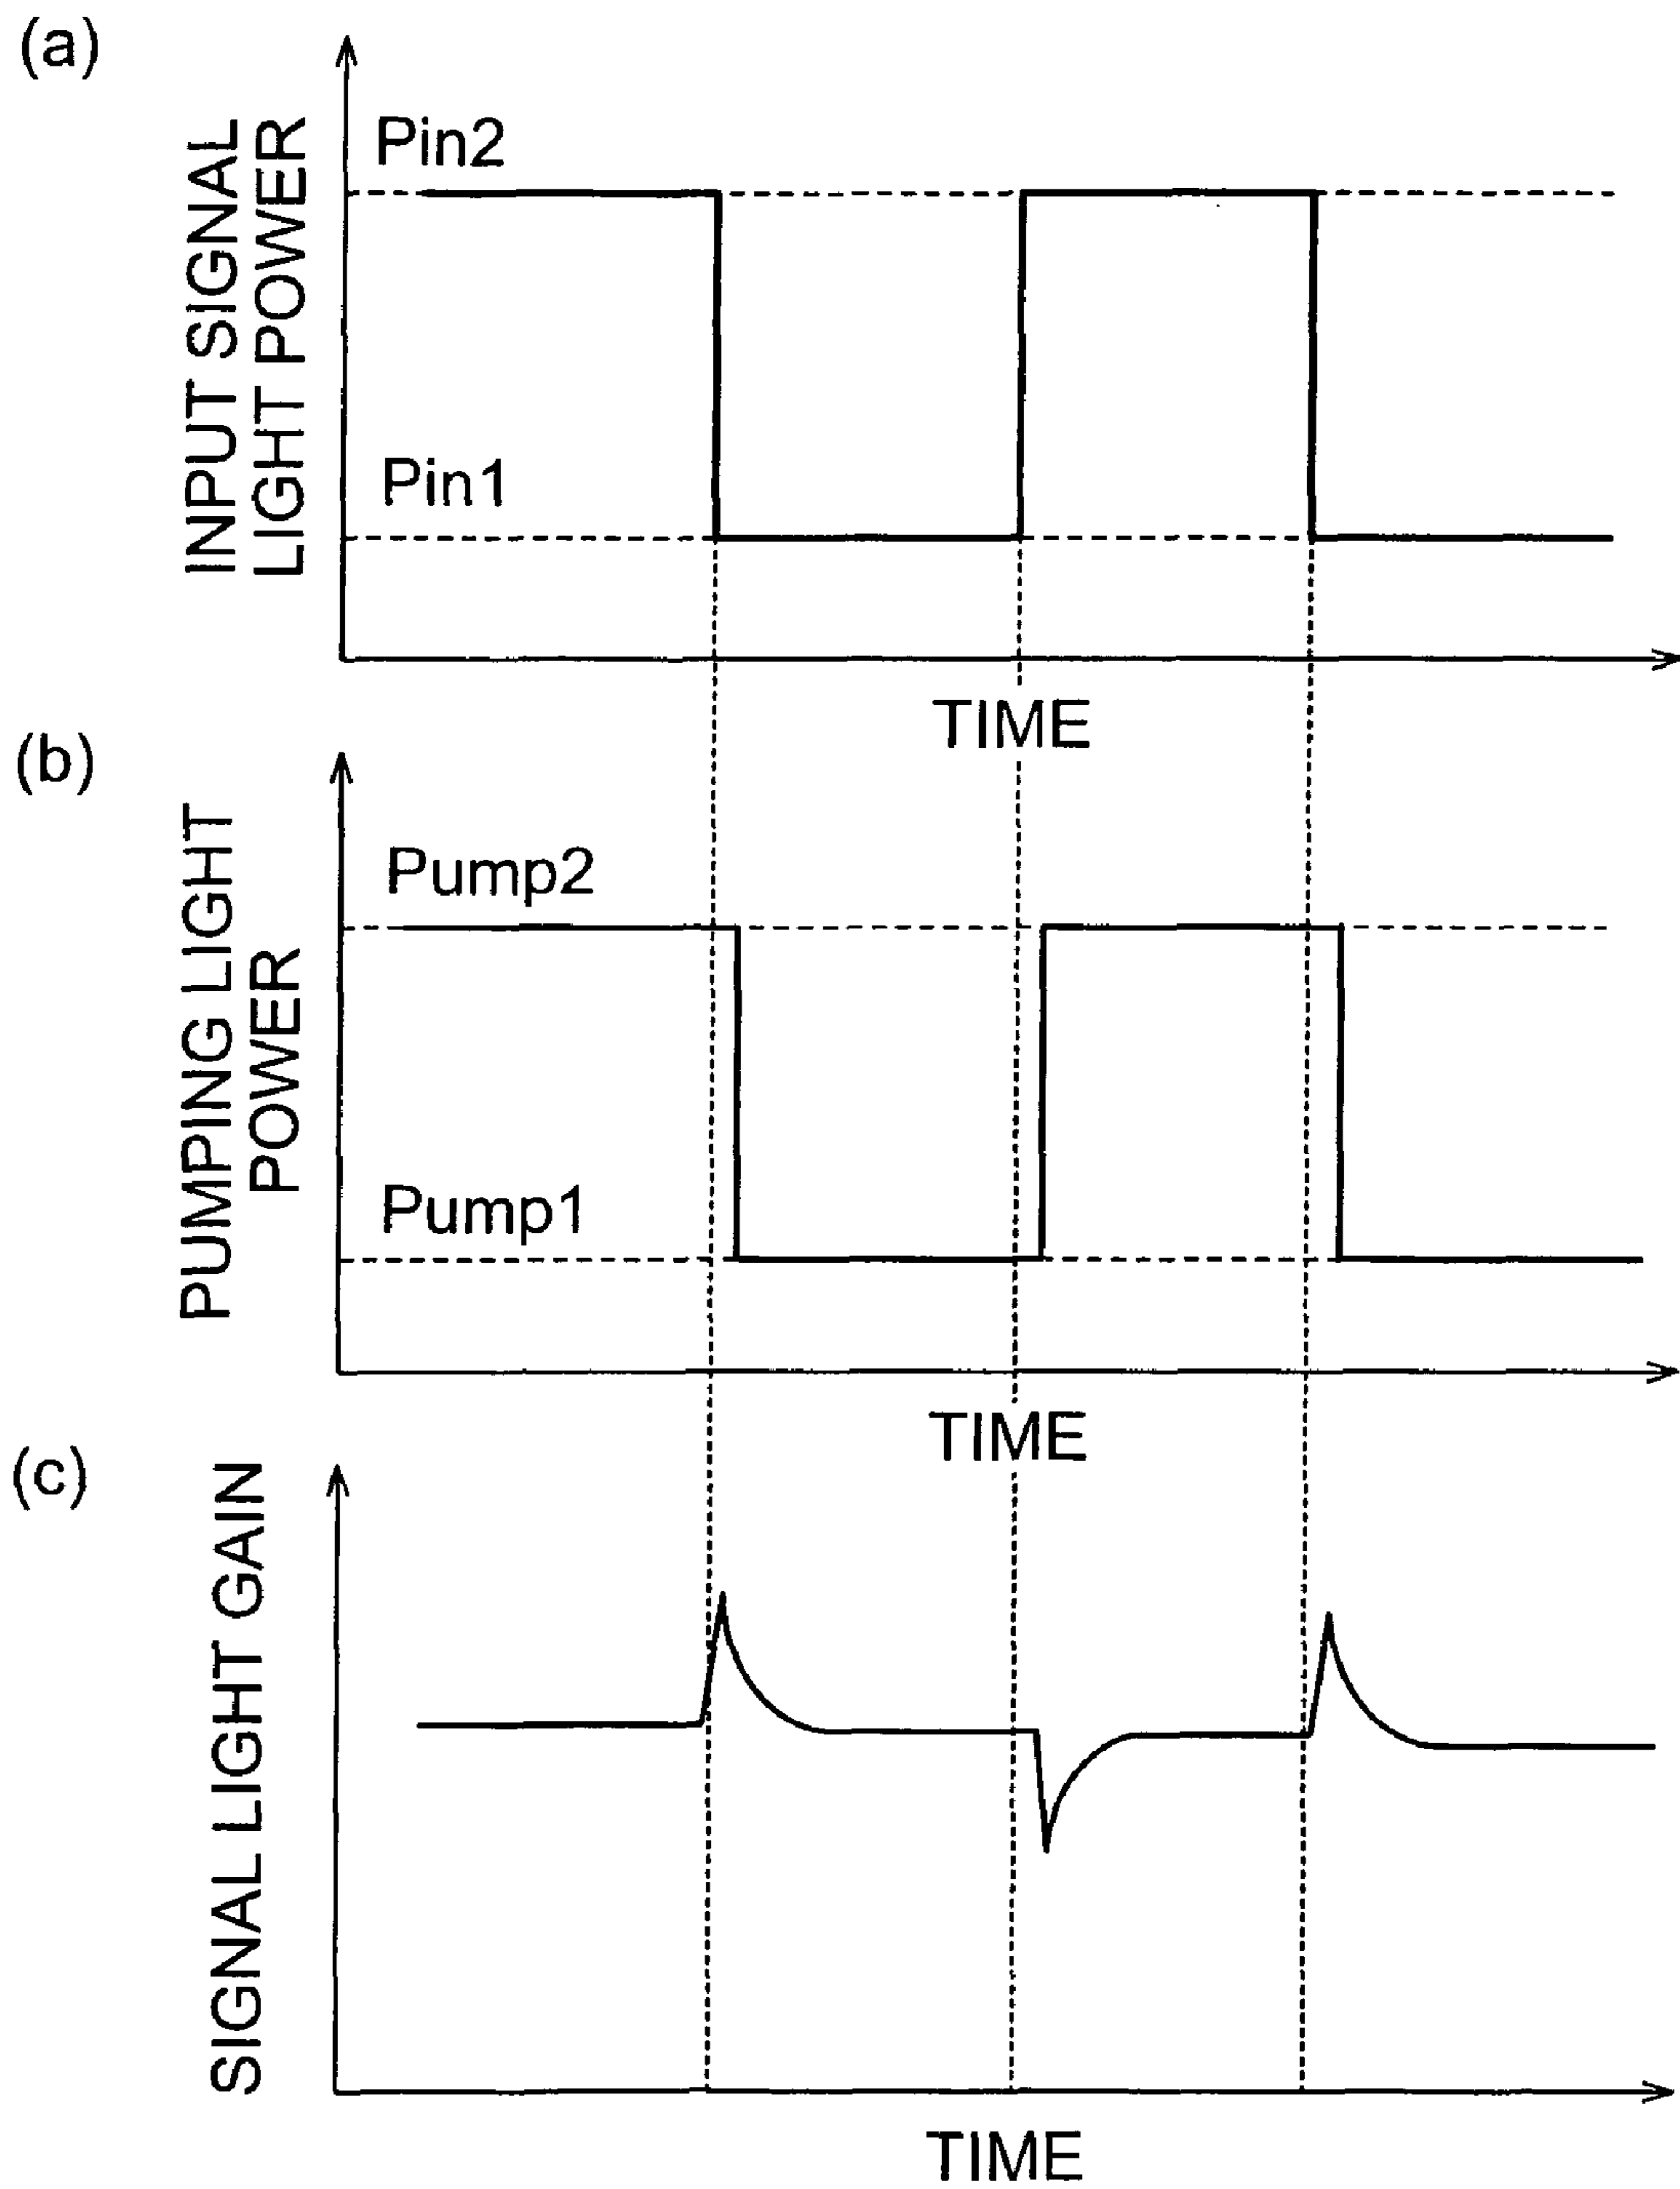 (a)
INPUT SIGNAL
LIGHT POWER
Pin2
Pin1
TIME
(b)
PUMPING LIGHT
POWER
Pump2
Pump1
TIME
(c)
SIGNAL LIGHT GAIN
TIME